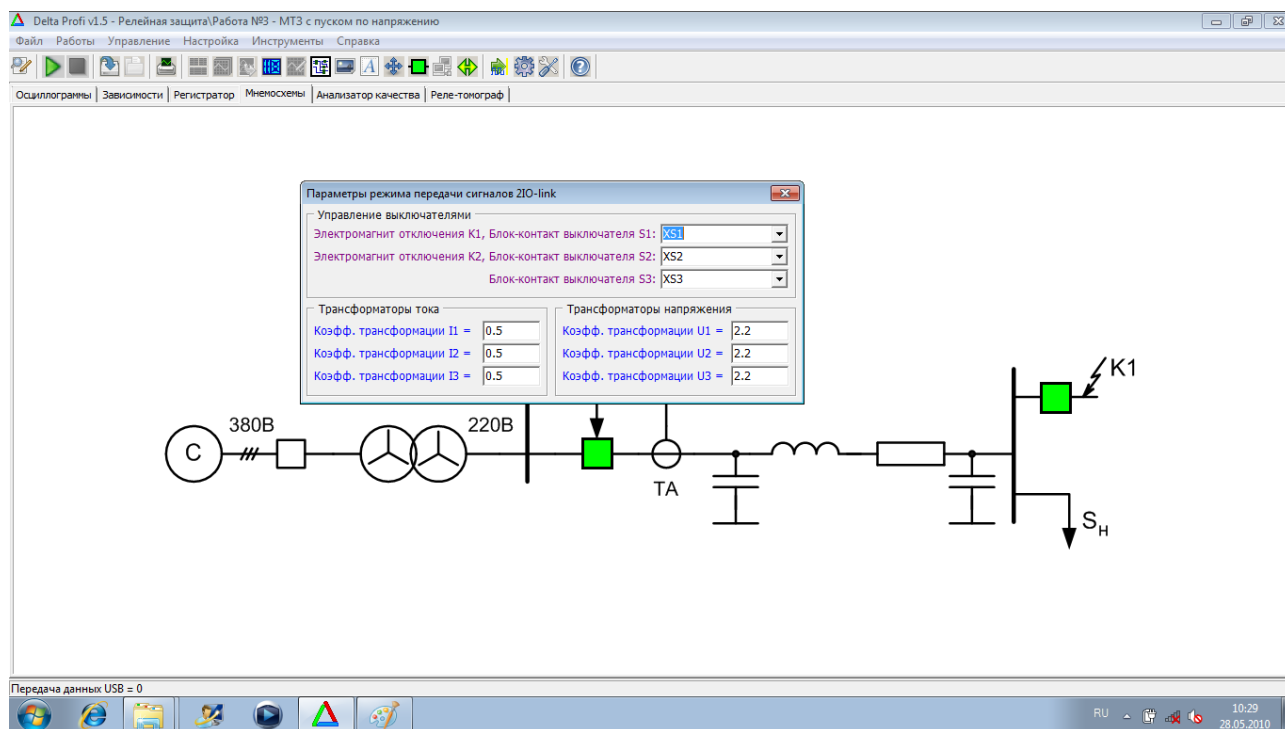 Delta Profi v1.5 - Релейная защита\Работа №3 - МТЗ с пуском по напряжению
Файл Работы Управление Настройка Инструменты Справка
A
Осциллограммы Зависимости Регистратор Мнемосхемы Анализатор качества Реле-томограф
Параметры режима передачи сигналов 2IO-link
Управление выключателями
Электромагнит отключения К1, Блок-контакт выключателя S1: XS1
Электромагнит отключения К2, Блок-контакт выключателя S2: XS2
Блок-контакт выключателя S3: XS3
Трансформаторы тока
Коэфф. трансформации I1 = 0.5
Коэфф. трансформации I2 = 0.5
Коэфф. трансформации I3 = 0.5
Трансформаторы напряжения
Коэфф. трансформации U1 = 2.2
Коэфф. трансформации U2 = 2.2
Коэфф. трансформации U3 = 2.2
K1
380В
220В
С
TA
Sн
Передача данных USB = 0
RU
10:29
28.05.2010